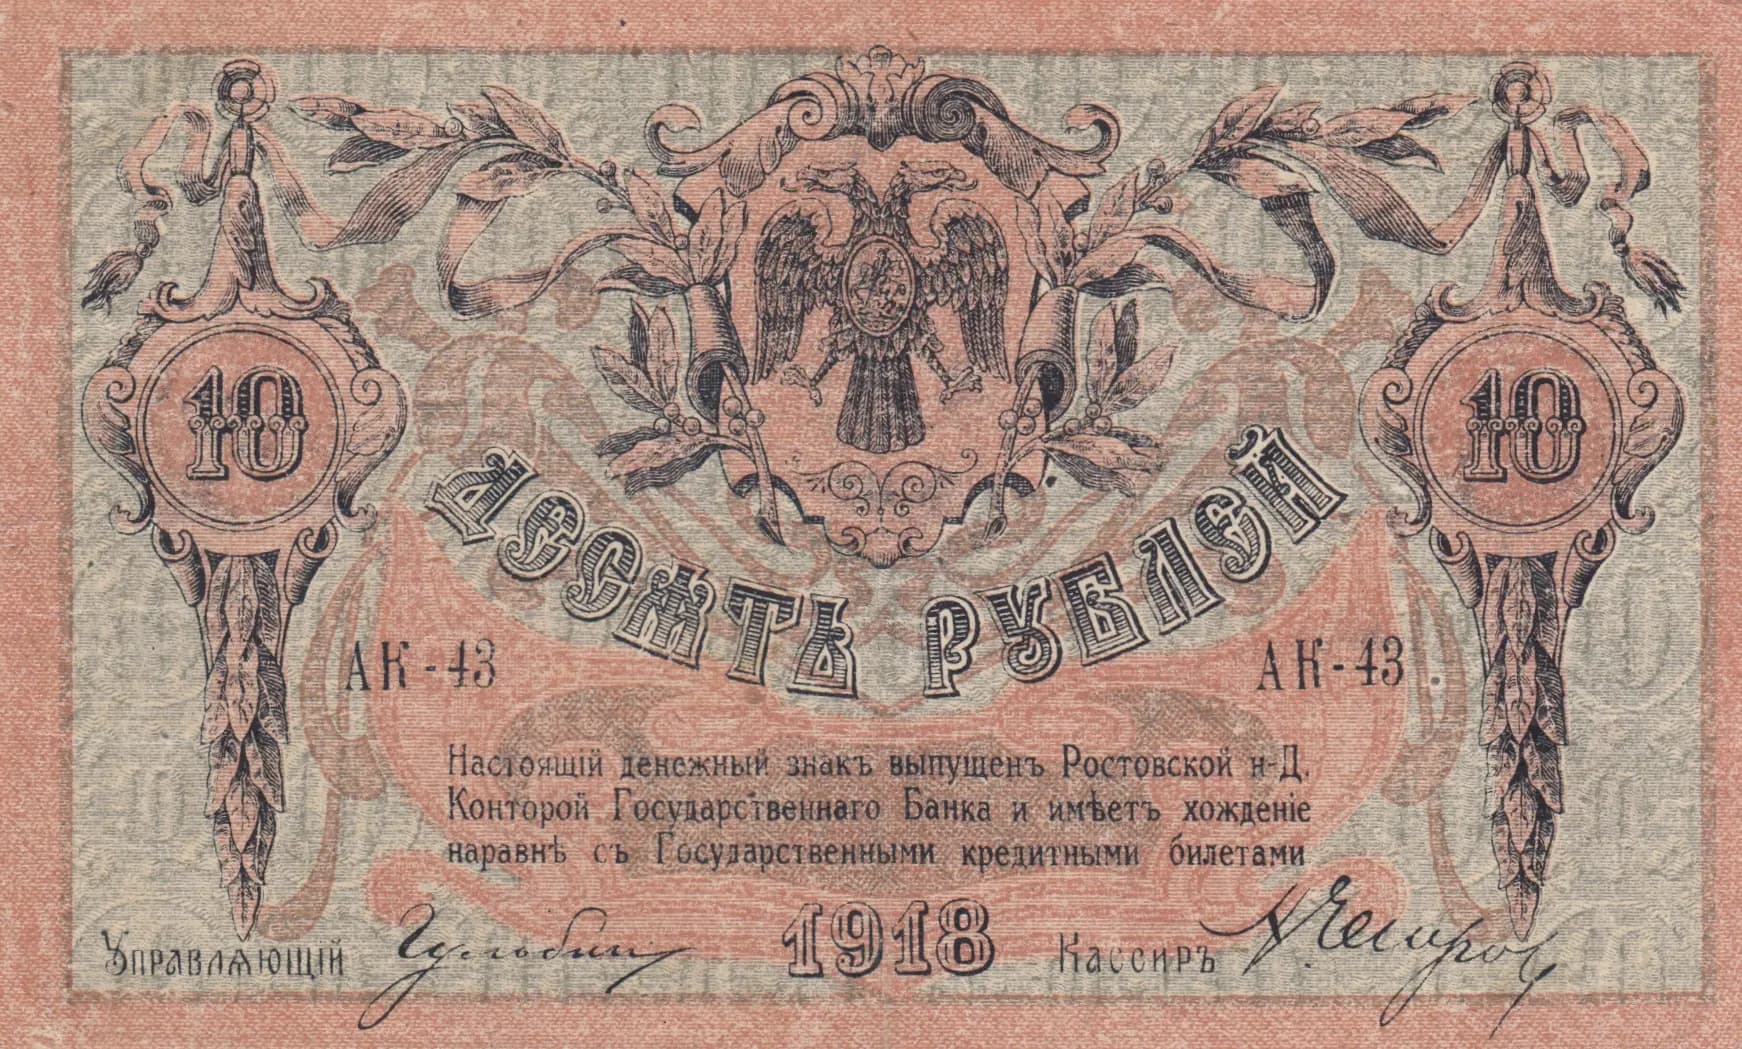 10
10
ДЕСЯТЬ РУБЛЕЙ
АК-43
АК-43
Настоящій денежный знакъ выпущенъ Ростовской н-Д.
Конторой Государственнаго Банка и имѣетъ хожденіе
наравнѣ съ Государственными кредитными билетами
Управляющій
1918
Кассиръ